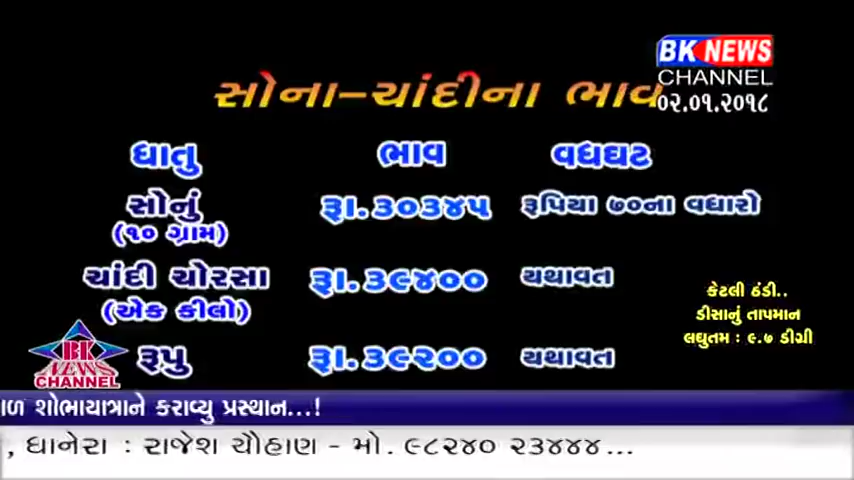 BK NEWS
CHANNEL
૦૨.૦૧.૨૦૧૮
સોના-ચાંદીના ભાવ
ધાતુ ભાવ વધઘટ
સોનું રૂા.૩૦૩૪૫ રૂપિયા ૭૦ના વધારો
(૧૦ ગ્રામ)
ચાંદી ચોરસા રૂા.૩૯૪૦૦ યથાવત
(એક કીલો)
રૂપુ રૂા.૩૯૨૦૦ યથાવત
કેટલી ઠંડી..
ડીસાનું તાપમાન
લઘુતમ : ૯.૭ ડીગ્રી
BK
NEWS
CHANNEL
ાળ શોભાયાત્રાને કરાવ્યુ પ્રસ્થાન...!
, ધાનેરા : રાજેશ ચૌહાણ - મો. ૯૮૨૪૦ ૨૩૪૪૪...